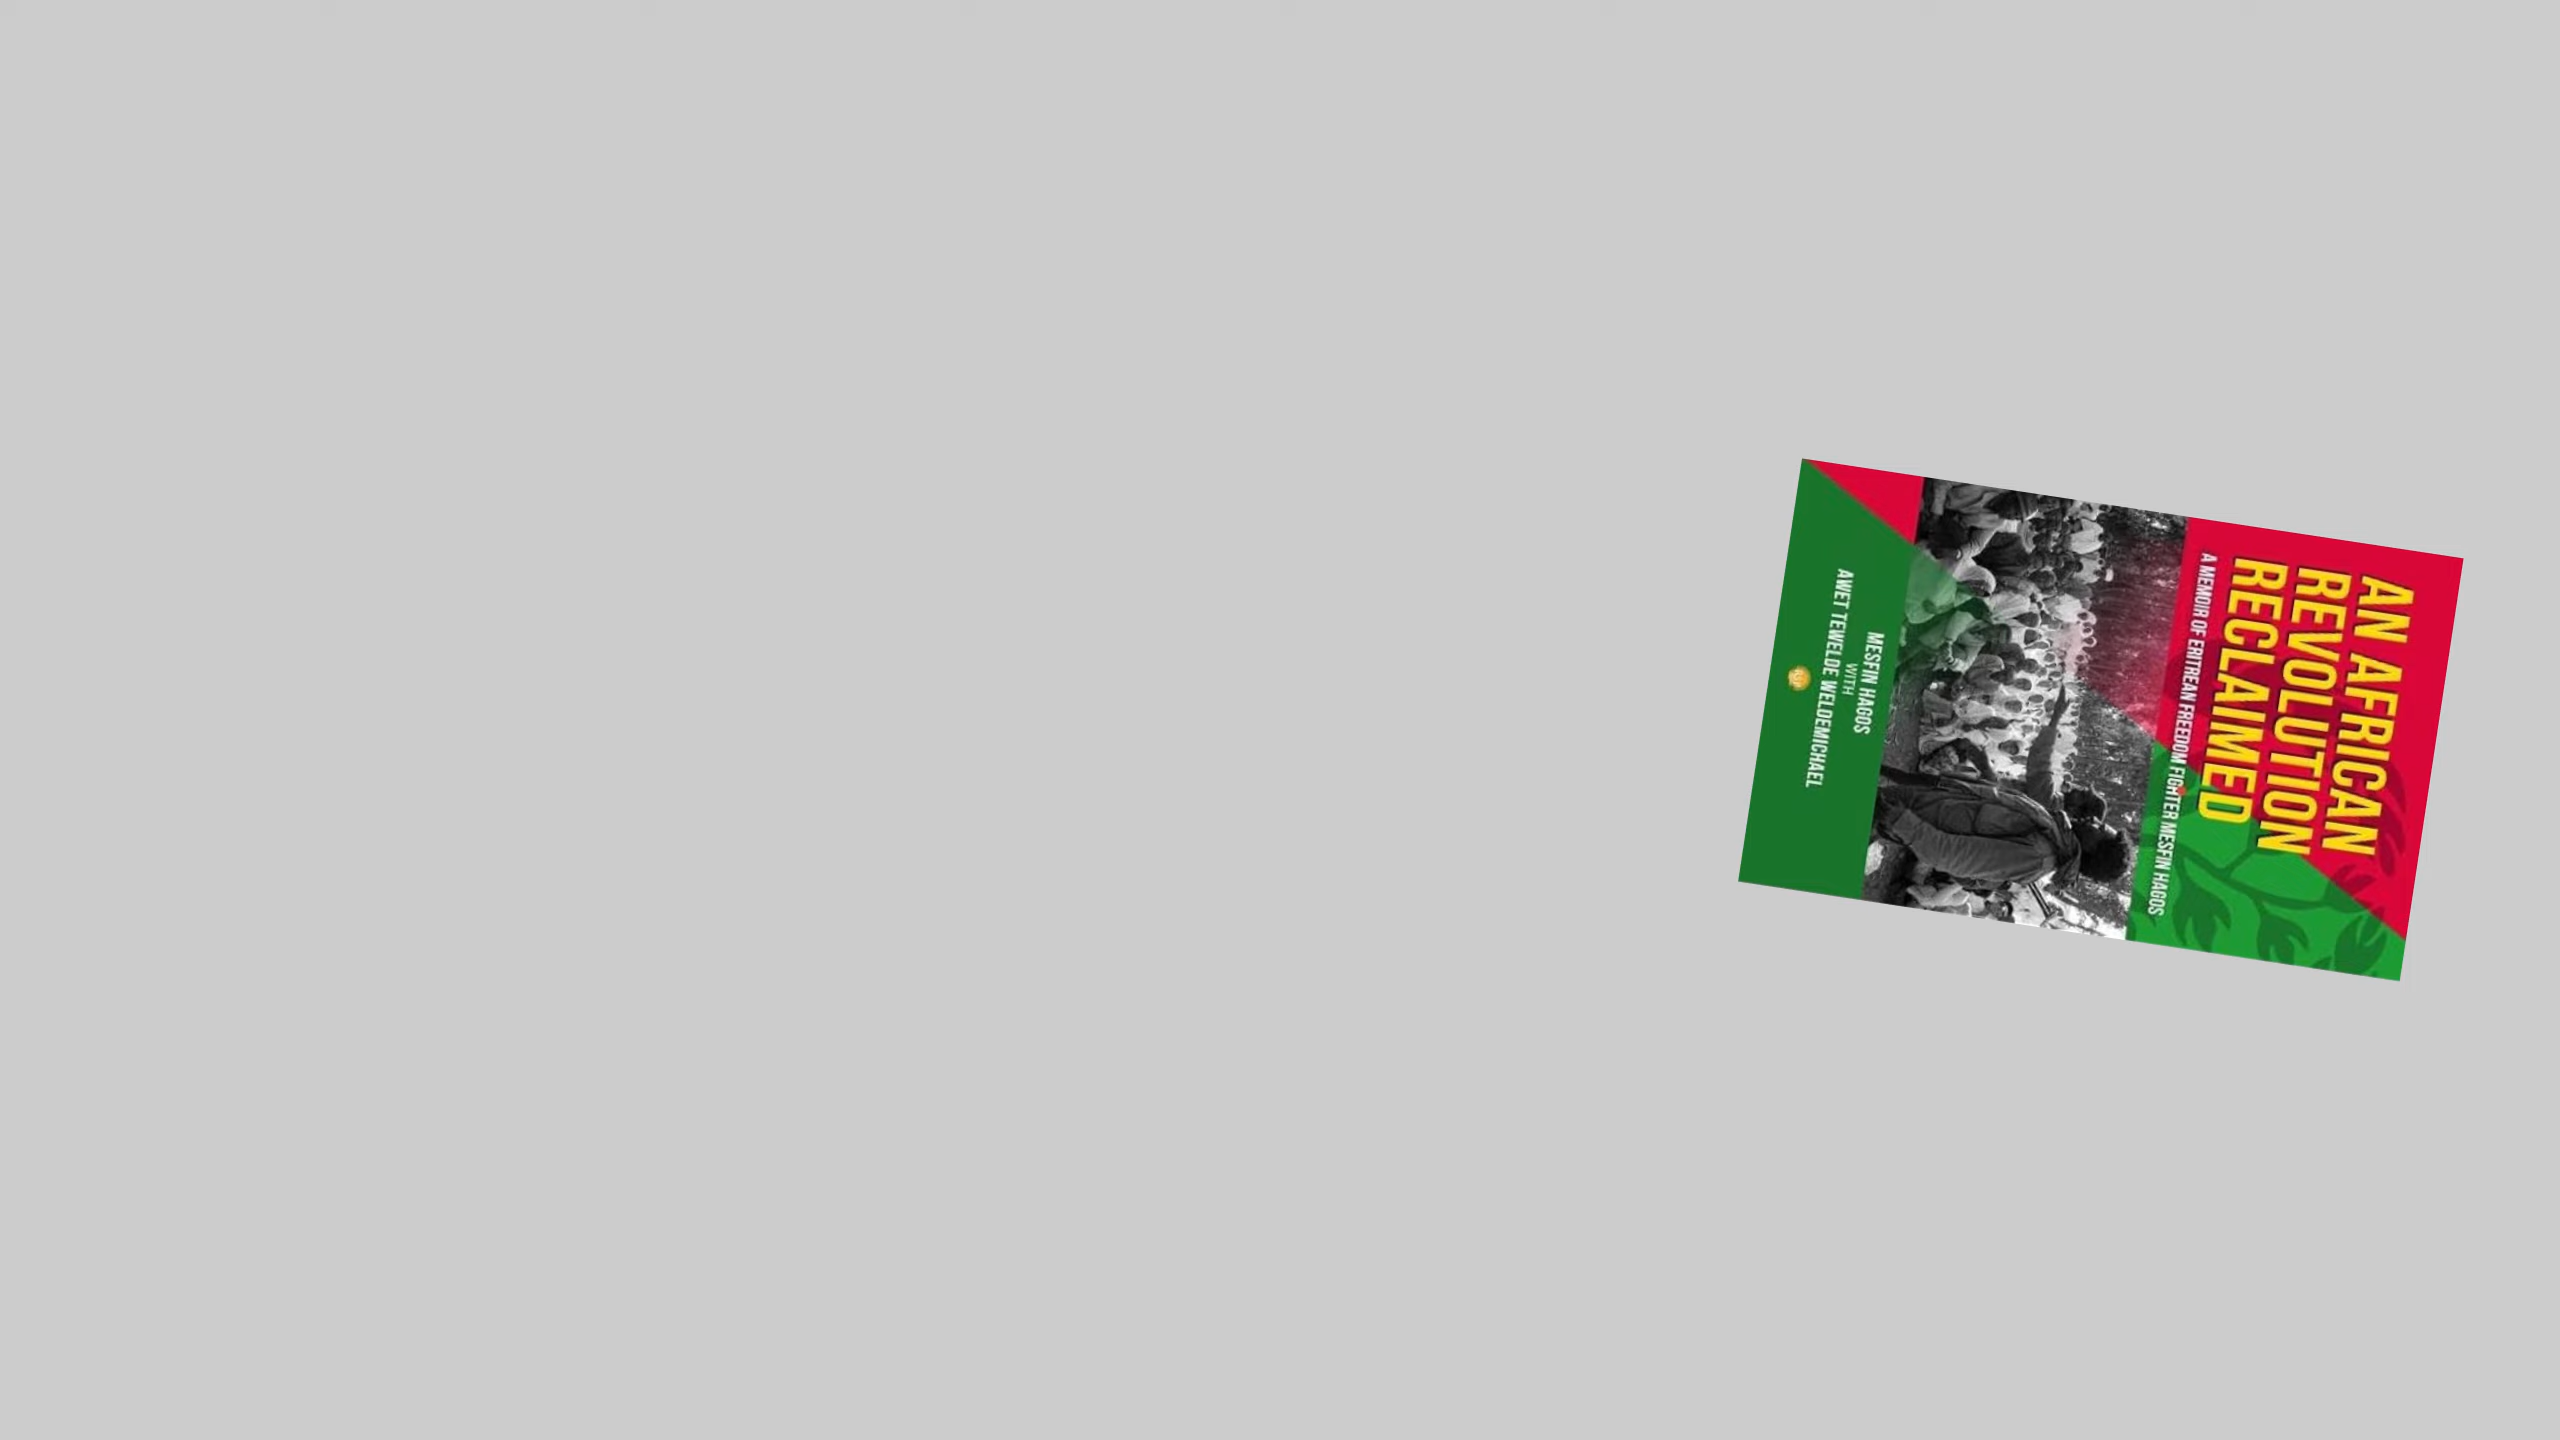 AN AFRICAN
REVOLUTION
RECLAIMED
A MEMOIR OF ERITREAN FREEDOM FIGHTER MESFIN HAGOS
MESFIN HAGOS
WITH
AWET TEWELDE WELDEMICHAEL